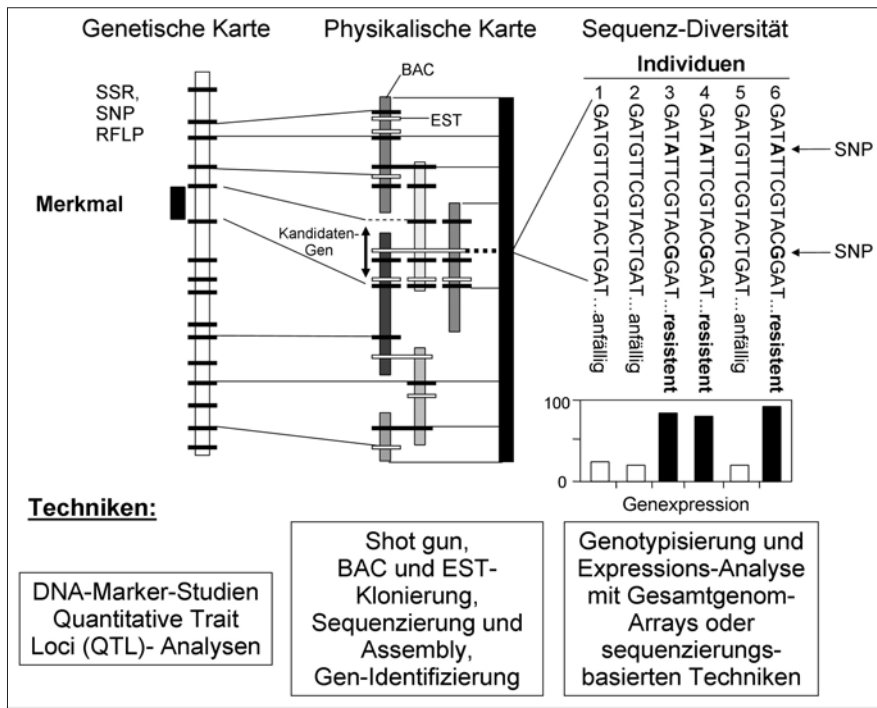 Genetische Karte
Physikalische Karte
Sequenz-Diversität
SSR,
SNP
RFLP
Merkmal
BAC
EST
Kandidaten-
Gen
Individuen
1 GATGTTCGTACTGAT...anfällig
2 GATGTTCGTACTGAT...anfällig
3 GATATTCGTACGGAT...resistent
4 GATATTCGTACGGAT...resistent
5 GATGTTCGTACTGAT...anfällig
6 GATATTCGTACGGAT...resistent
SNP
SNP
100
0
Genexpression
Techniken:
DNA-Marker-Studien
Quantitative Trait
Loci (QTL)- Analysen
Shot gun,
BAC und EST-
Klonierung,
Sequenzierung und
Assembly,
Gen-Identifizierung
Genotypisierung und
Expressions-Analyse
mit Gesamtgenom-
Arrays oder
sequenzierungs-
basierten Techniken